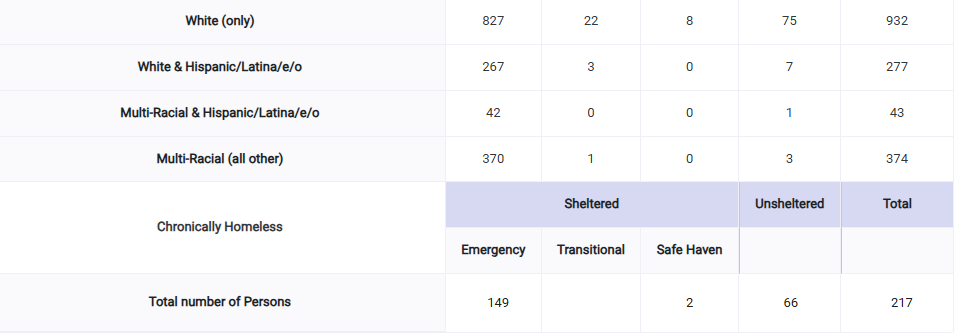 White (only) 827 22 8 75 932
White & Hispanic/Latina/e/o 267 3 0 7 277
Multi-Racial & Hispanic/Latina/e/o 42 0 0 1 43
Multi-Racial (all other) 370 1 0 3 374
Chronically Homeless Sheltered Unsheltered Total
Emergency Transitional Safe Haven
Total number of Persons 149 2 66 217